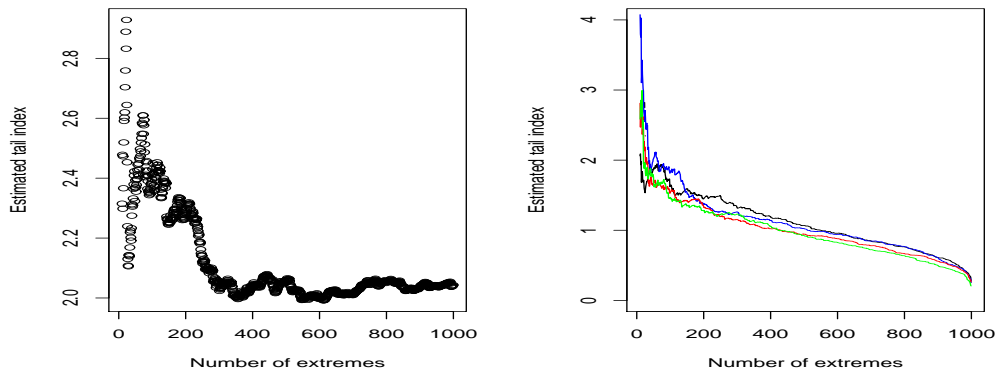 Estimated tail index
2.0 2.2 2.4 2.6 2.8
0 200 400 600 800 1000
Number of extremes
Estimated tail index
0 1 2 3 4
0 200 400 600 800 1000
Number of extremes